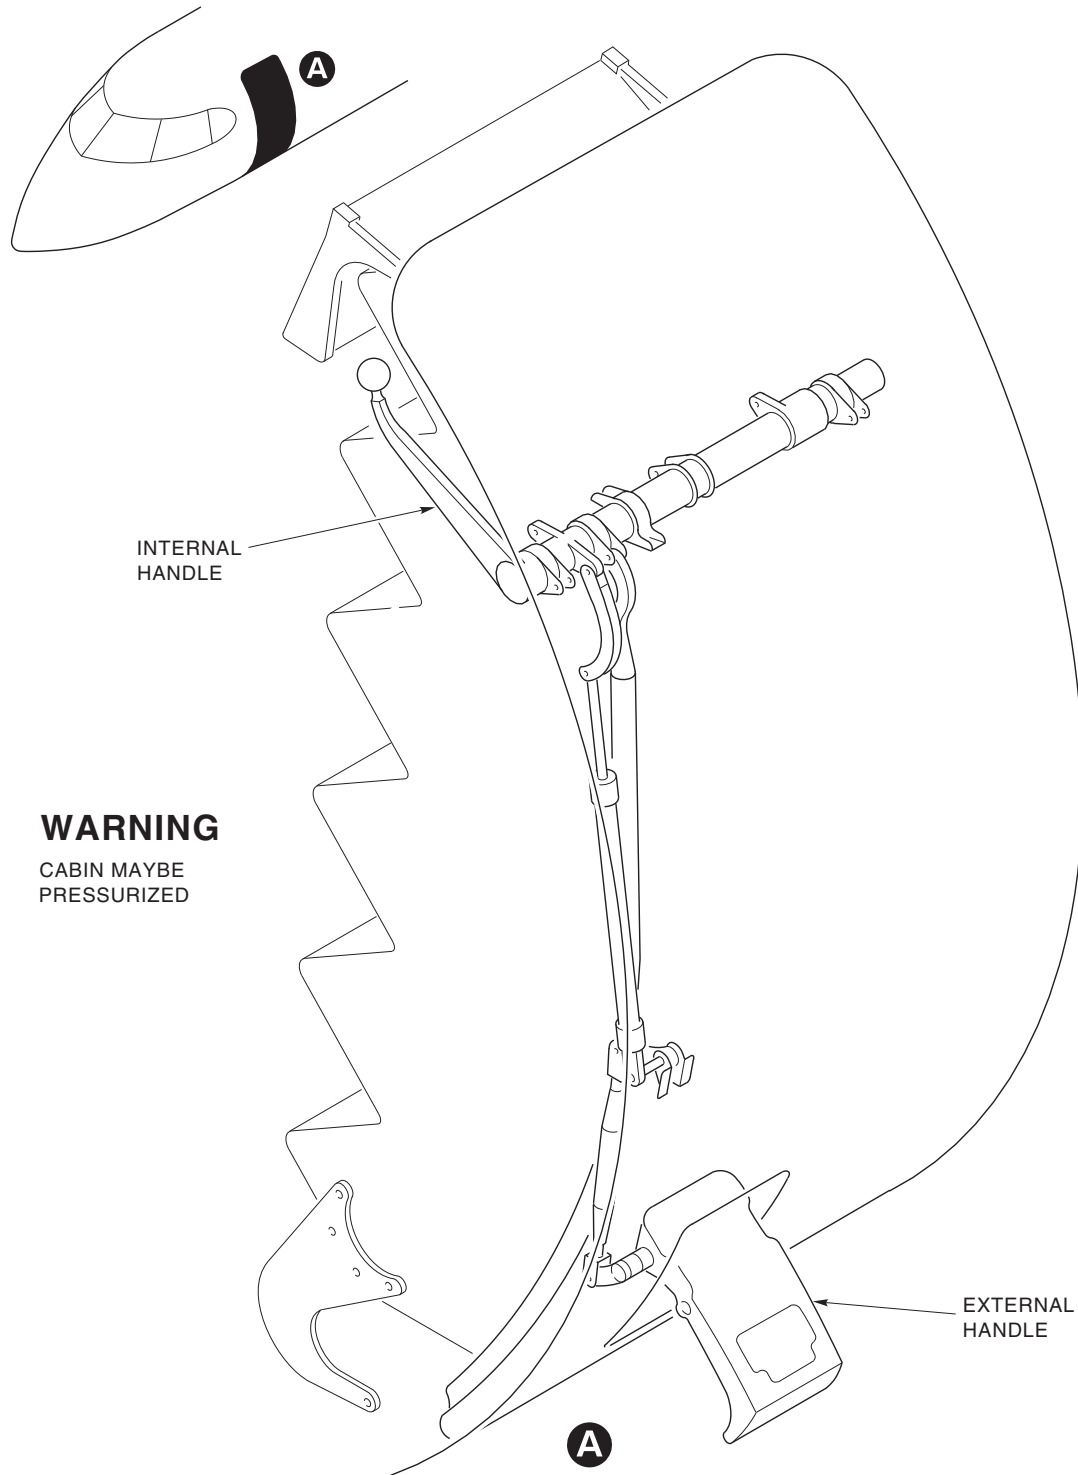 A
INTERNAL
HANDLE
WARNING
CABIN MAYBE
PRESSURIZED
EXTERNAL
HANDLE
A